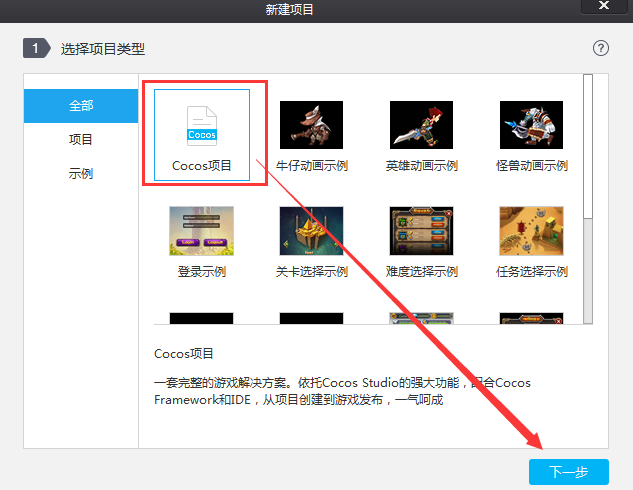 新建项目
1 选择项目类型
?
全部
项目
示例
Cocos
Cocos项目
牛仔动画示例
英雄动画示例
怪兽动画示例
Login Logout
登录示例
关卡选择示例
难度选择示例
任务选择示例
Cocos项目
一套完整的游戏解决方案。依托Cocos Studio的强大功能，配合Cocos
Framework和IDE，从项目创建到游戏发布，一气呵成
下一步